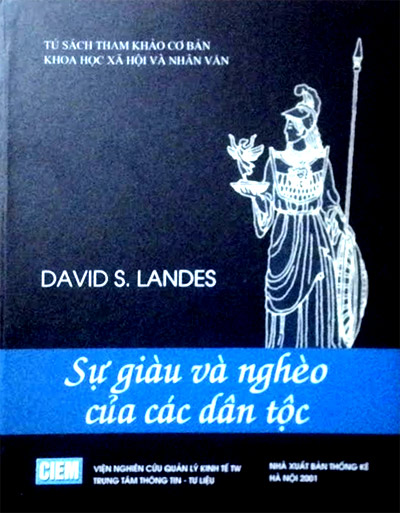 TỦ SÁCH THAM KHẢO CƠ BẢN
KHOA HỌC XÃ HỘI VÀ NHÂN VĂN
DAVID S. LANDES
Sự giàu và nghèo
của các dân tộc
CIEM
VIỆN NGHIÊN CỨU QUẢN LÝ KINH TẾ TW
TRUNG TÂM THÔNG TIN - TƯ LIỆU
NHÀ XUẤT BẢN THỐNG KÊ
HÀ NỘI 2001